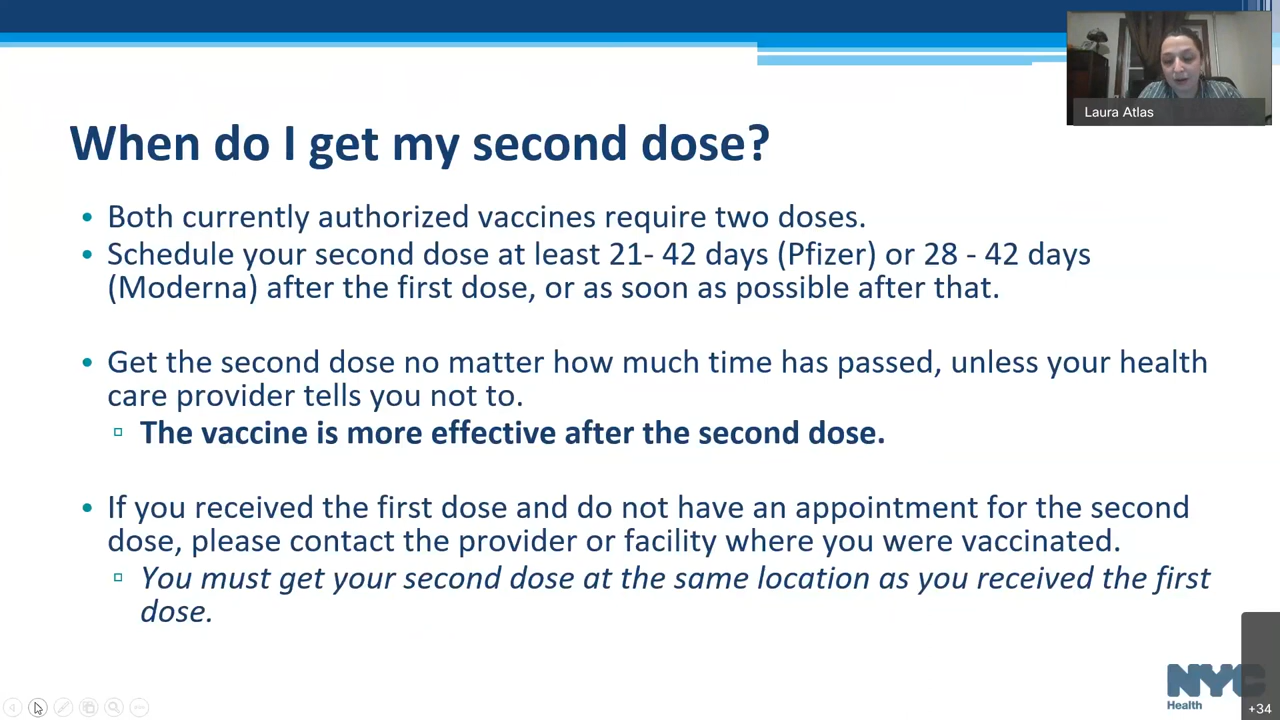 Laura Atlas
When do I get my second dose?
• Both currently authorized vaccines require two doses.
• Schedule your second dose at least 21- 42 days (Pfizer) or 28 - 42 days
(Moderna) after the first dose, or as soon as possible after that.
• Get the second dose no matter how much time has passed, unless your health
care provider tells you not to.
▫ The vaccine is more effective after the second dose.
• If you received the first dose and do not have an appointment for the second
dose, please contact the provider or facility where you were vaccinated.
▫ You must get your second dose at the same location as you received the first
dose.
NYC
Health
+34